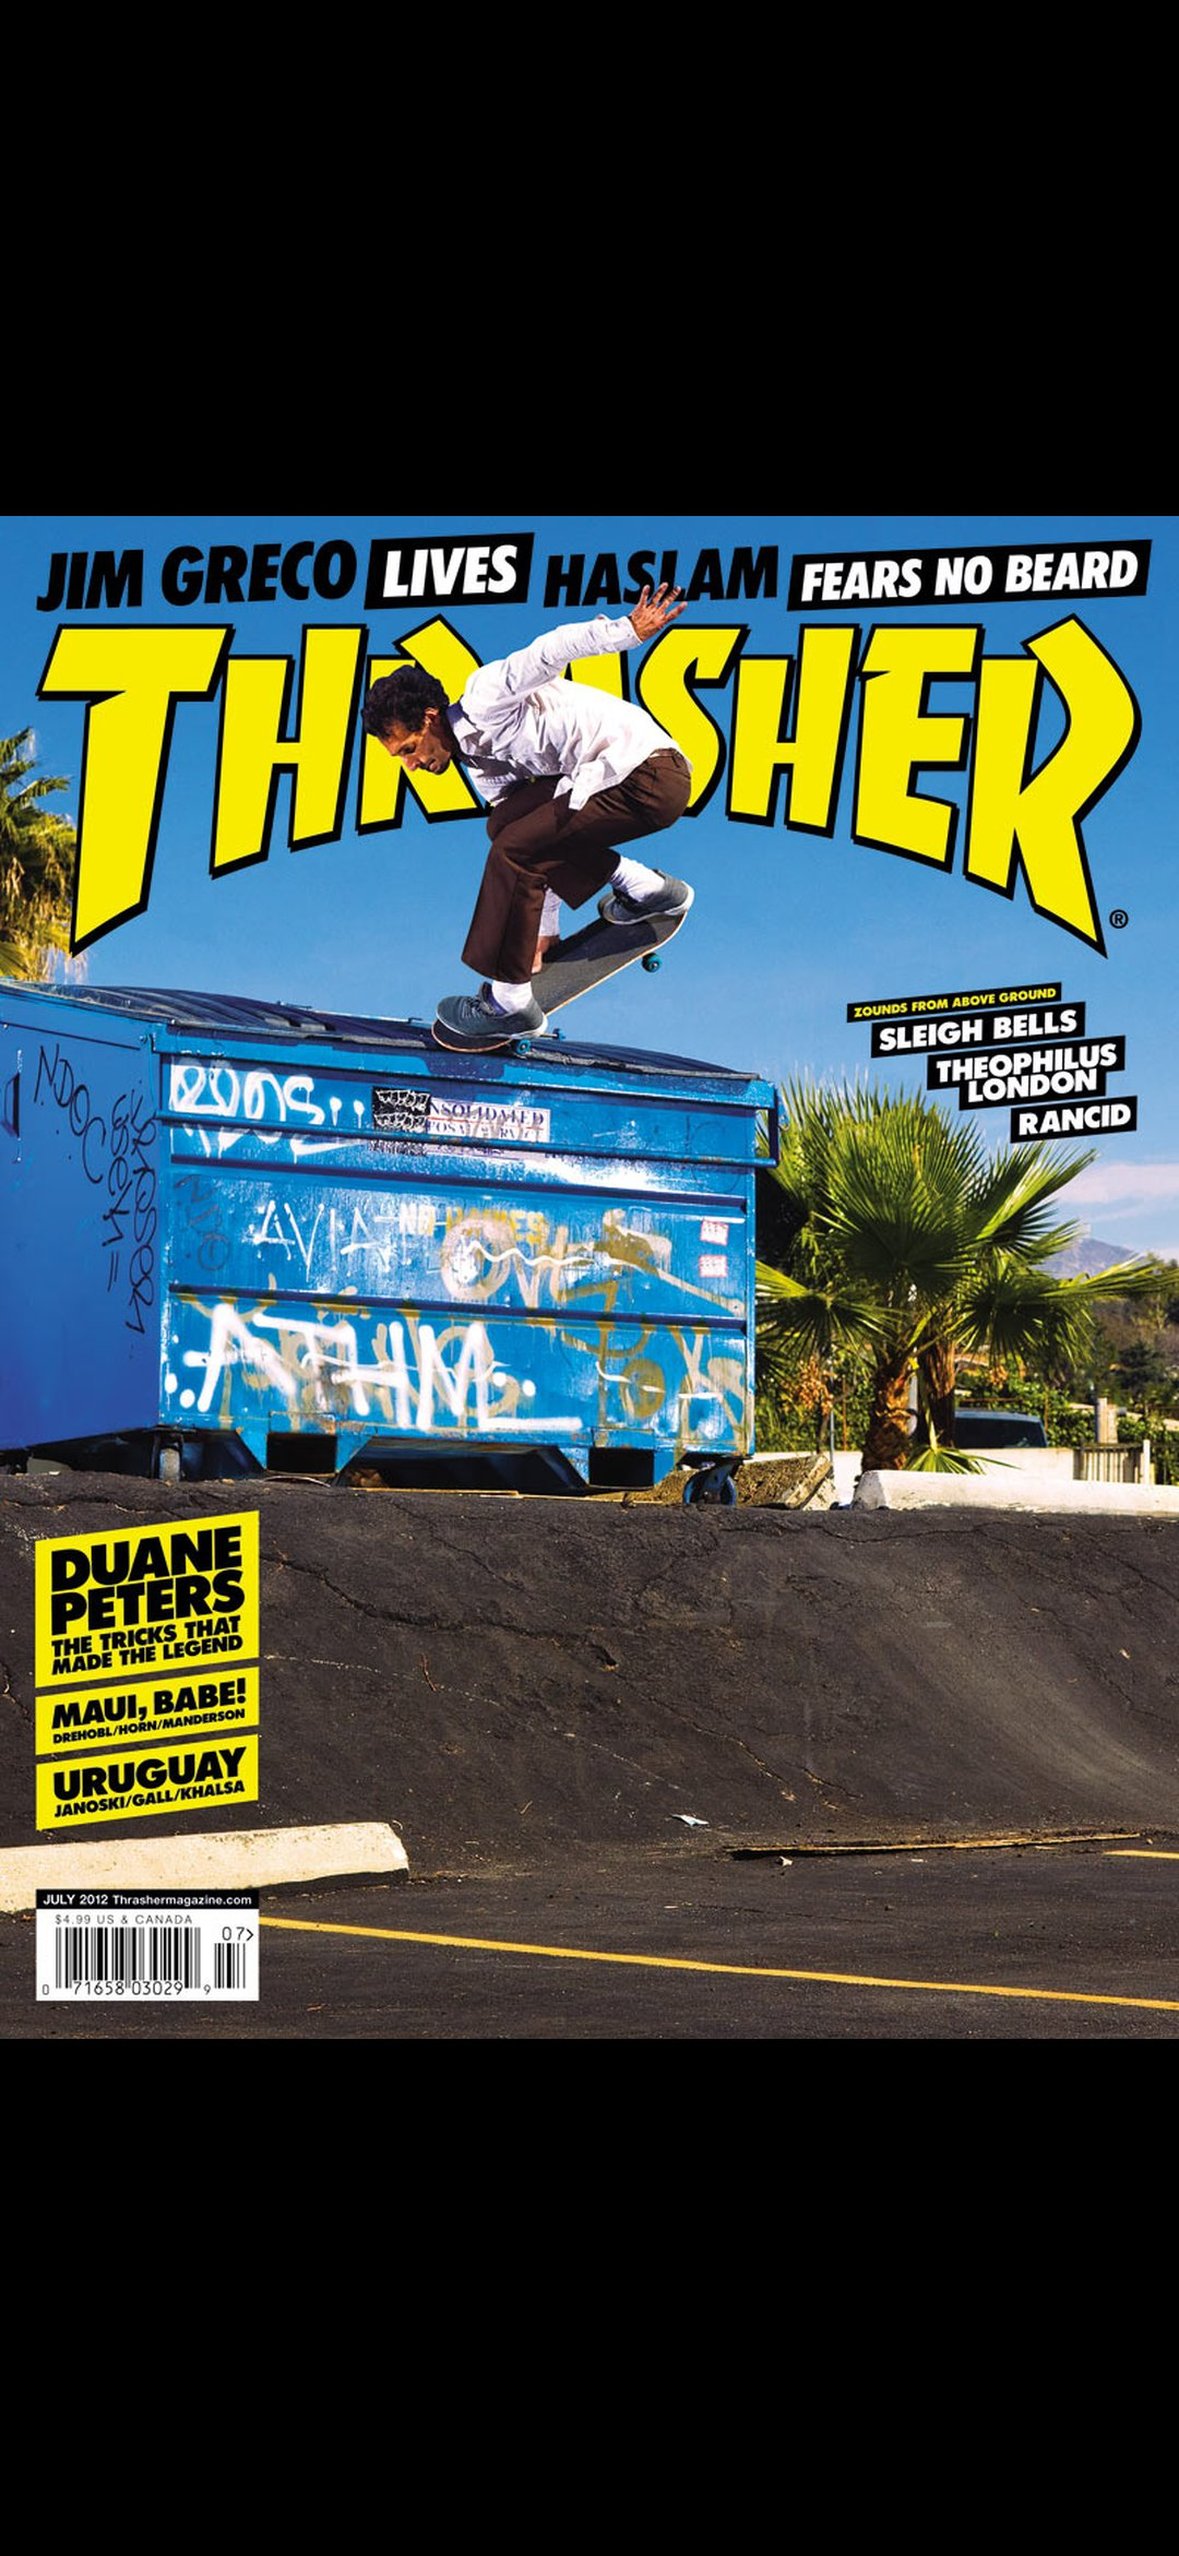 JIM GRECO LIVES HASLAM FEARS NO BEARD
THRASHER
®
ZOUNDS FROM ABOVE GROUND
SLEIGH BELLS
THEOPHILUS
LONDON
RANCID
NSOLIDATED
ATHM
DUANE
PETERS
THE TRICKS THAT
MADE THE LEGEND
MAUI, BABE!
DREHOBL/HORN/MANDERSON
URUGUAY
JANOSKI/GALL/KHALSA
JULY 2012 Thrashermagazine.com
$4.99 US & CANADA
07>
0 71658 03029 9